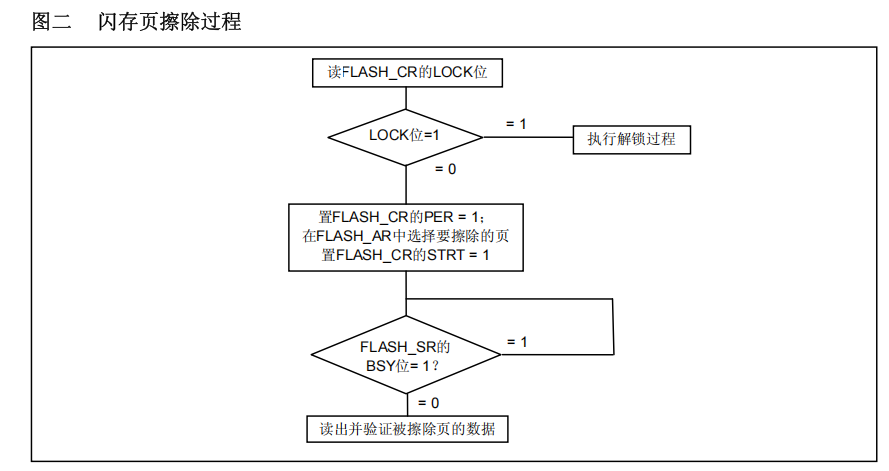 图二 闪存页擦除过程
读FLASH_CR的LOCK位
LOCK位=1
= 1
执行解锁过程
= 0
置FLASH_CR的PER = 1;
在FLASH_AR中选择要擦除的页
置FLASH_CR的STRT = 1
FLASH_SR的
BSY位= 1？
= 1
= 0
读出并验证被擦除页的数据